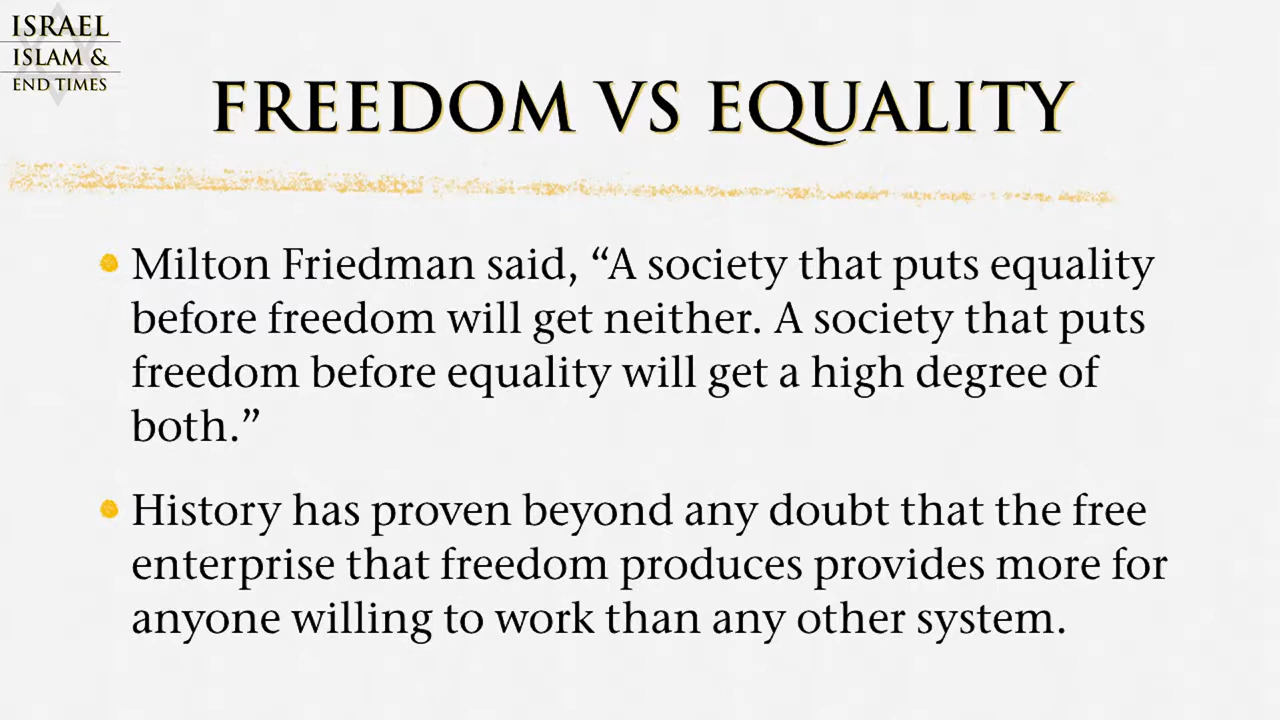 ISRAEL
ISLAM &
END TIMES
FREEDOM VS EQUALITY
• Milton Friedman said, “A society that puts equality
before freedom will get neither. A society that puts
freedom before equality will get a high degree of
both.”
• History has proven beyond any doubt that the free
enterprise that freedom produces provides more for
anyone willing to work than any other system.